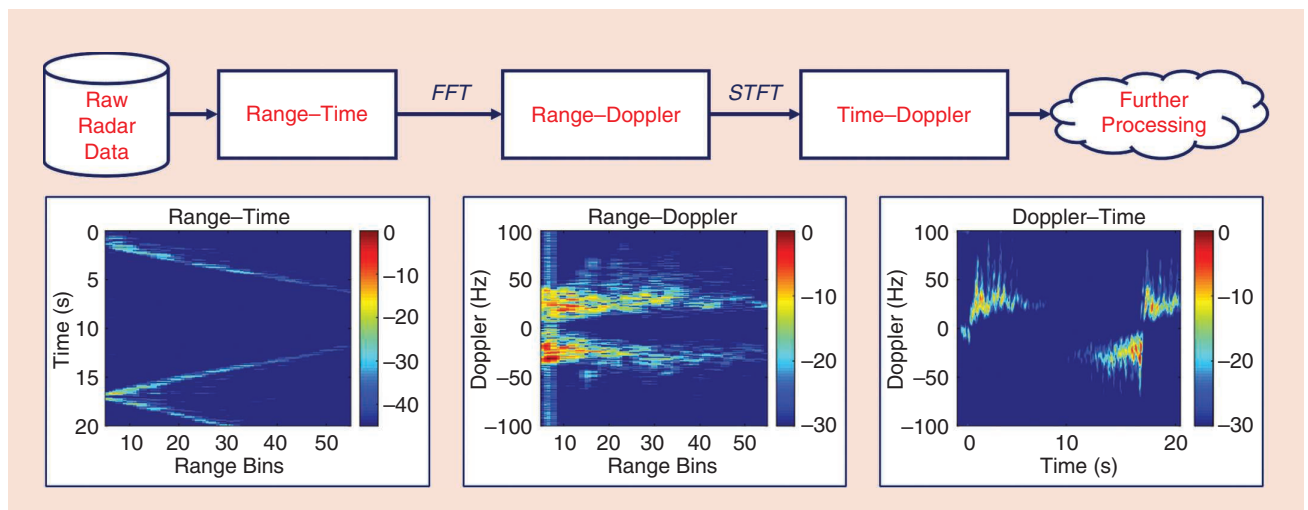 Raw
Radar
Data
Range–Time
FFT
Range–Doppler
STFT
Time–Doppler
Further
Processing
Range–Time
0
5
10
15
20
Time (s)
10 20 30 40 50
Range Bins
0
–10
–20
–30
–40
Range–Doppler
100
50
0
–50
–100
Doppler (Hz)
10 20 30 40 50
Range Bins
0
–10
–20
–30
Doppler–Time
100
50
0
–50
–100
Doppler (Hz)
0 10 20
Time (s)
0
–10
–20
–30